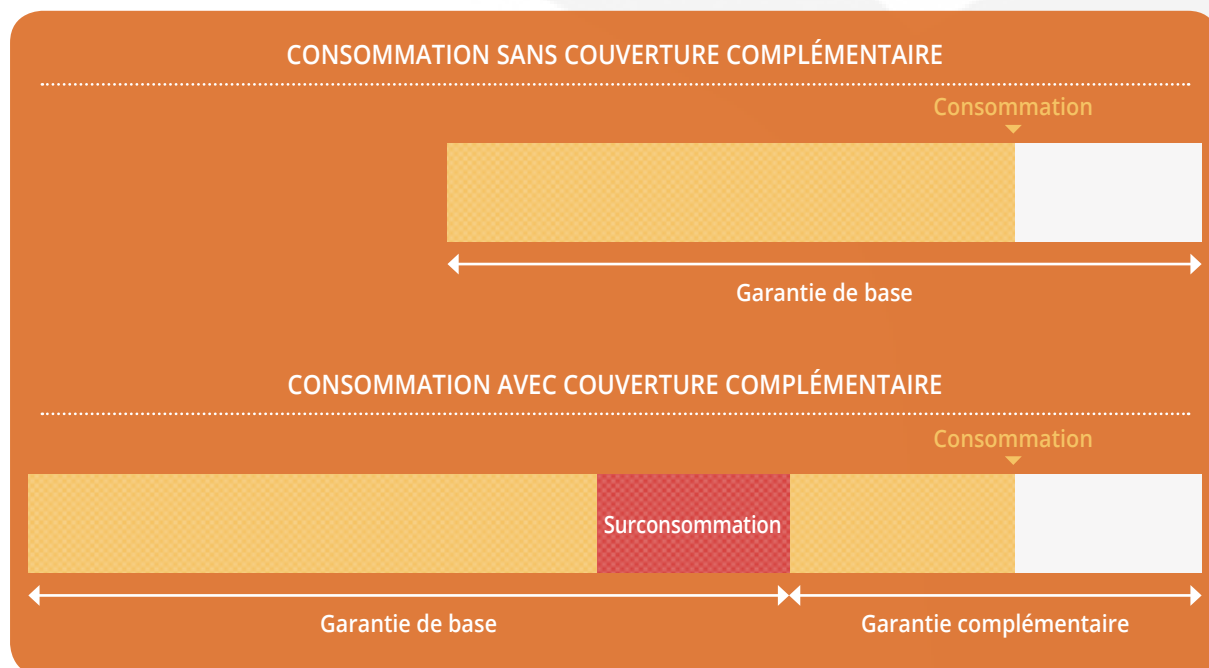 CONSOMMATION SANS COUVERTURE COMPLÉMENTAIRE
Consommation
Garantie de base
CONSOMMATION AVEC COUVERTURE COMPLÉMENTAIRE
Consommation
Surconsommation
Garantie de base
Garantie complémentaire